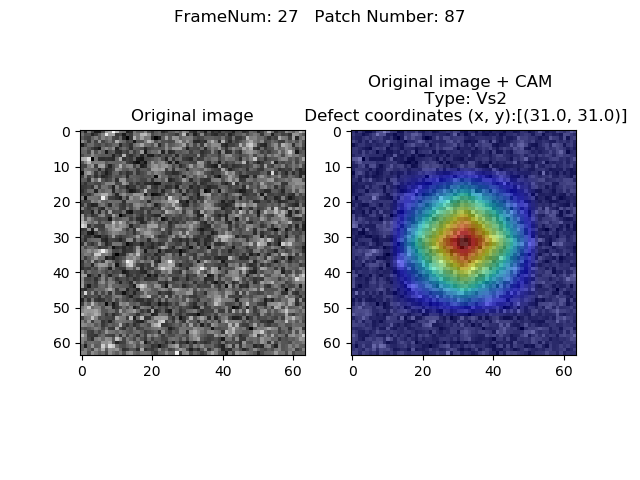 FrameNum: 27   Patch Number: 87
Original image
Original image + CAM
Type: Vs2
Defect coordinates (x, y):[(31.0, 31.0)]
0
10
20
30
40
50
60
0 20 40 60
0
10
20
30
40
50
60
0 20 40 60